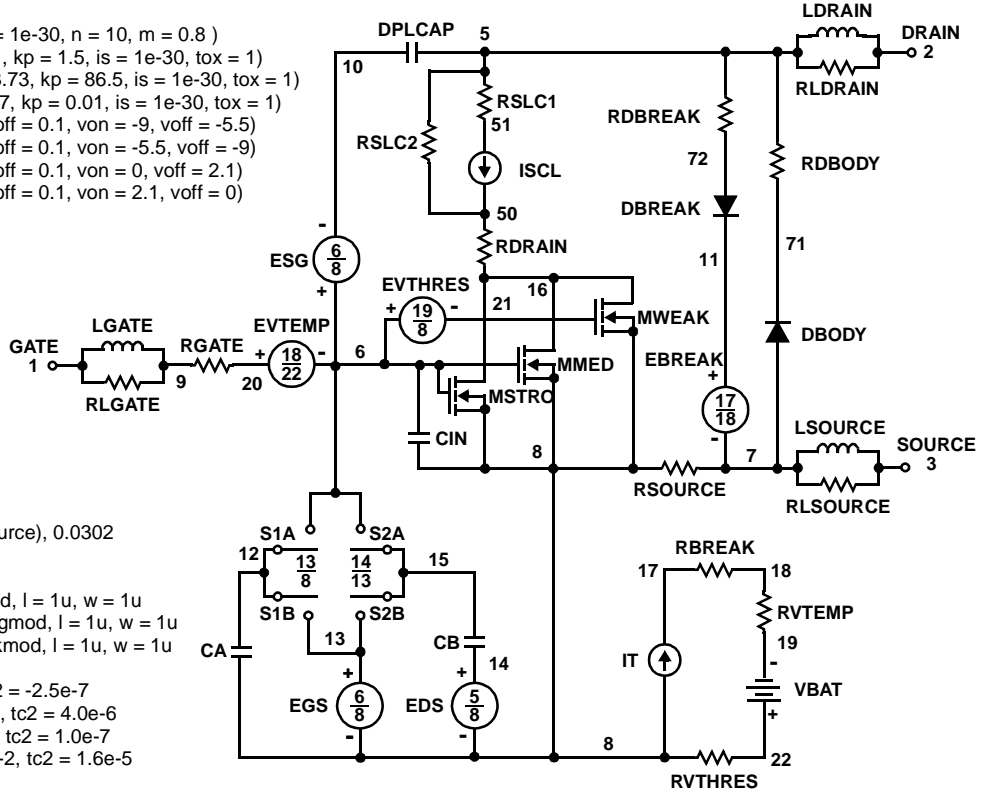 = 1e-30, n = 10, m = 0.8 )
, kp = 1.5, is = 1e-30, tox = 1)
.73, kp = 86.5, is = 1e-30, tox = 1)
7, kp = 0.01, is = 1e-30, tox = 1)
off = 0.1, von = -9, voff = -5.5)
off = 0.1, von = -5.5, voff = -9)
off = 0.1, von = 0, voff = 2.1)
off = 0.1, von = 2.1, voff = 0)
DPLCAP
5
10
LDRAIN
DRAIN
2
RLDRAIN
RSLC1
51
RSLC2
ISCL
50
RDRAIN
RDBREAK
72
RDBODY
DBREAK
71
11
-
ESG
6
8
+
EVTHRES
+
19
8
-
21
16
MWEAK
DBODY
EBREAK
+
17
18
-
LGATE
GATE
1
RLGATE
9
RGATE
20
EVTEMP
+
18
22
-
6
MMED
MSTRO
CIN
8
RSOURCE
7
LSOURCE
SOURCE
3
RLSOURCE
urce), 0.0302
S1A
S2A
12
13
8
14
13
15
S1B
S2B
13
CA
CB
14
+
EGS
6
8
-
+
EDS
5
8
-
8
d, l = 1u, w = 1u
gmod, l = 1u, w = 1u
kmod, l = 1u, w = 1u
2 = -2.5e-7
, tc2 = 4.0e-6
, tc2 = 1.0e-7
-2, tc2 = 1.6e-5
RBREAK
17
18
RVTEMP
19
IT
-
VBAT
+
22
RVTHRES